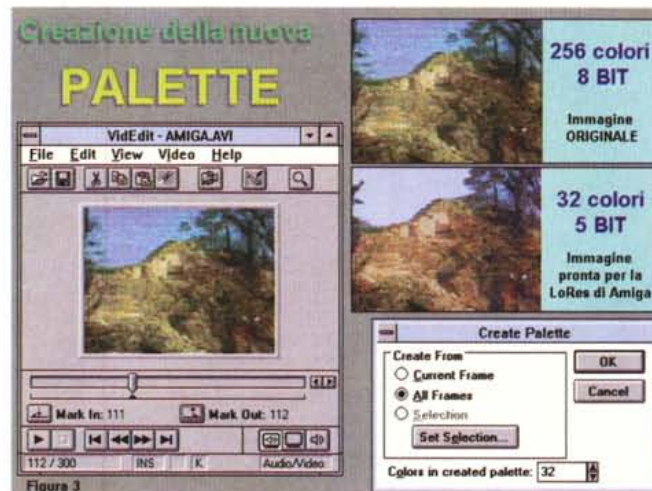 Creazione della nuova
PALETTE
VidEdit - AMIGA.AVI
File Edit View Video Help
Mark In: 111
Mark Out: 112
112 / 300 INS K Audio/Video
Figura 3
256 colori
8 BIT
Immagine
ORIGINALE
32 colori
5 BIT
Immagine
pronta per la
LoRes di Amiga
Create Palette
Create From
Current Frame
All Frames
Selection
Set Selection...
OK
Cancel
Colors in created palette: 32